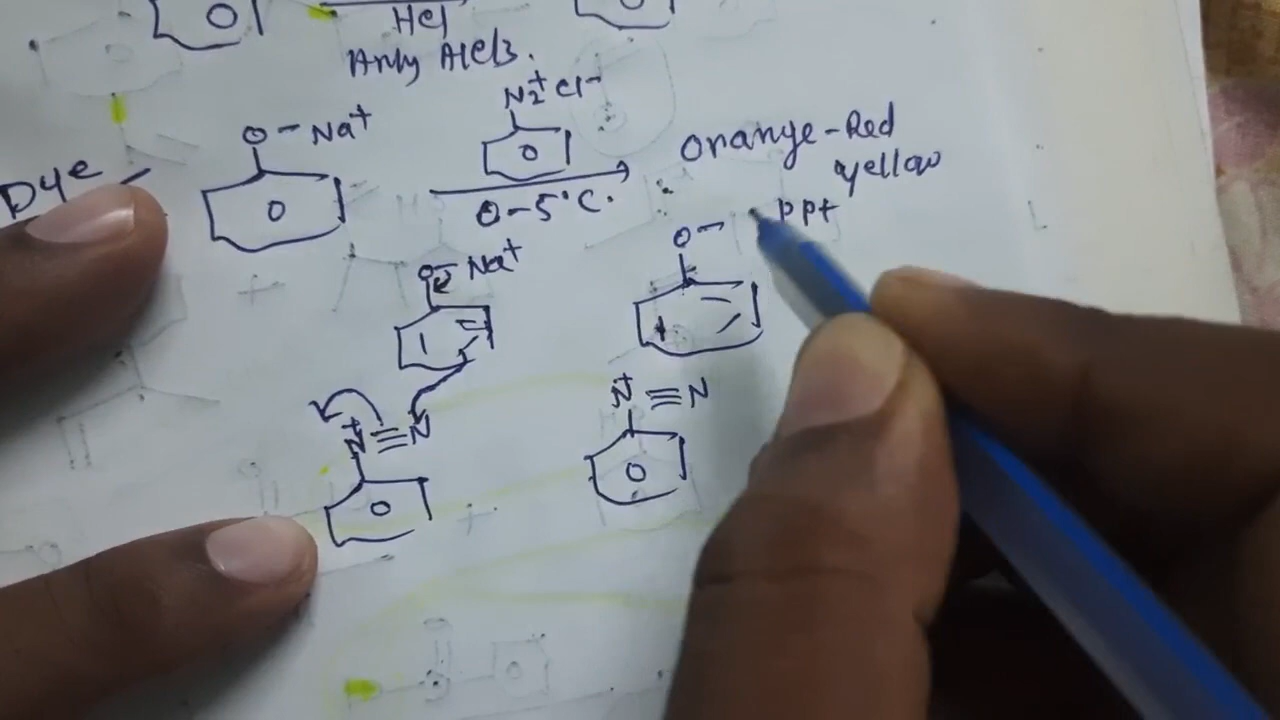 HCl
Anhy AlCl3.
N2+ Cl-
O- Na+
Orange-Red
yellow
Dye -
0-5°C.
ppt
O-
O- Na+
N+ ≡ N
N+ ≡ N